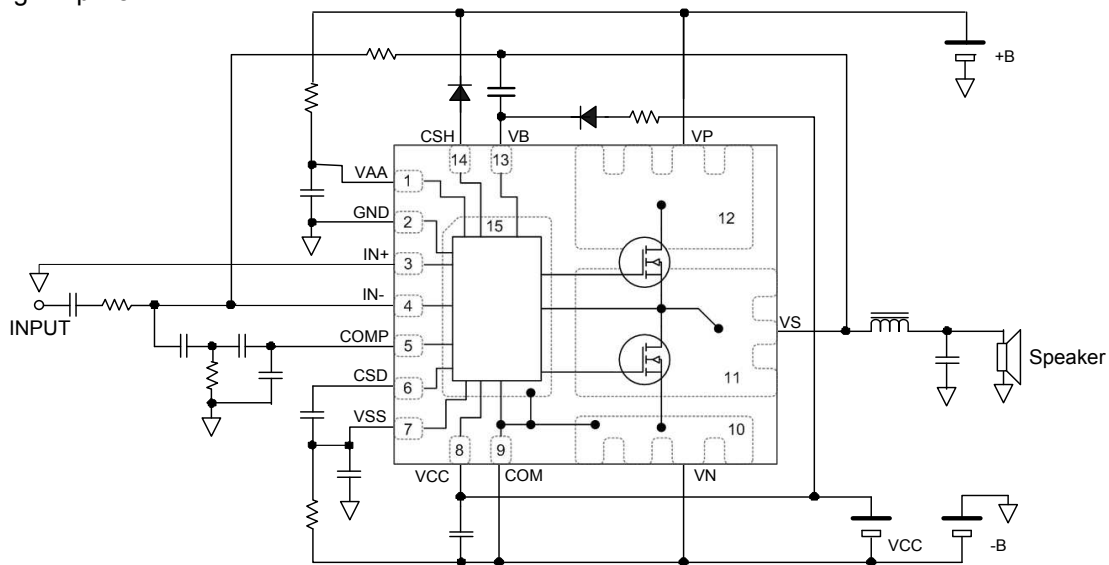 +B
CSH
VB
VP
14
13
VAA
1
12
GND
2
15
IN+
3
IN-
4
INPUT
VS
COMP
5
Speaker
CSD
6
11
VSS
7
10
8
9
VCC
COM
VN
VCC
-B